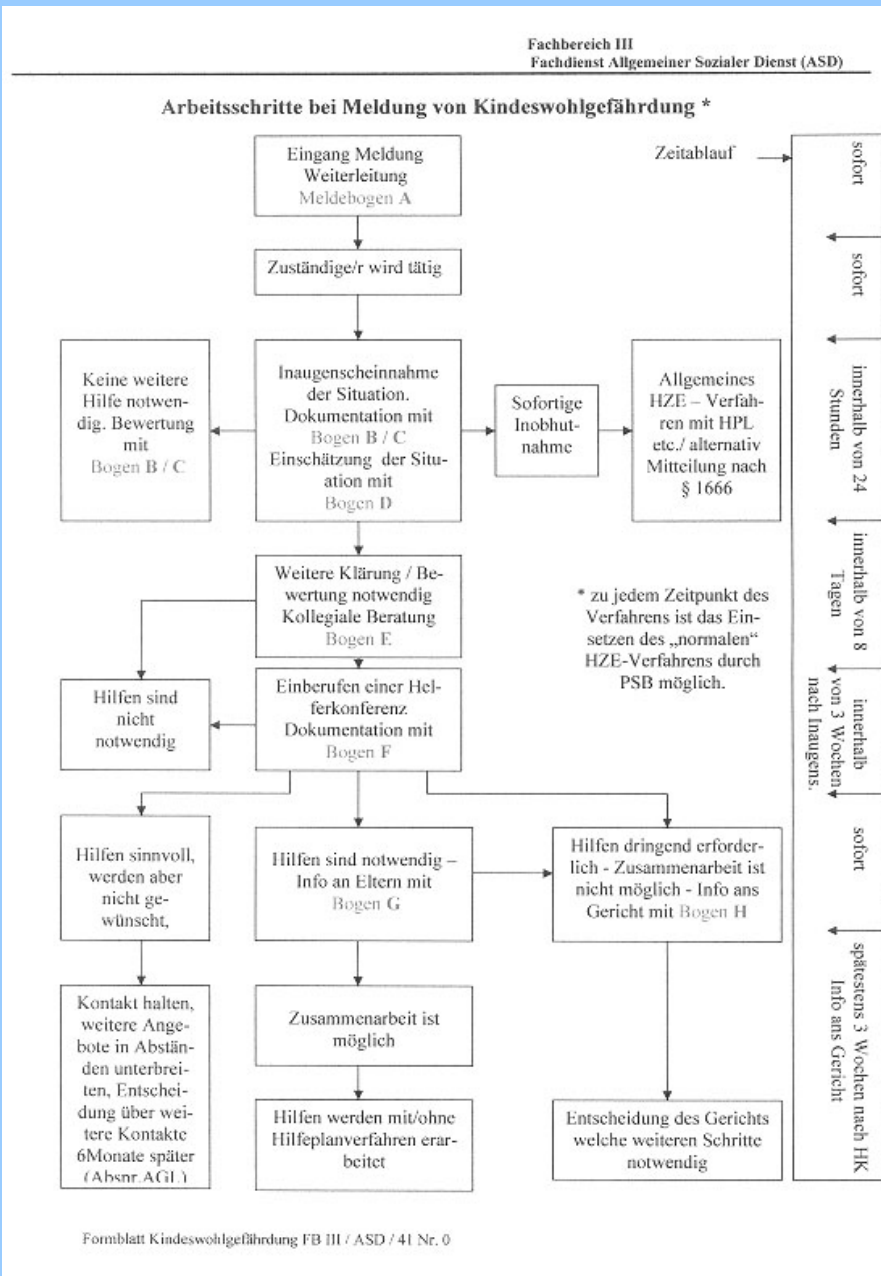 Fachbereich III
Fachdienst Allgemeiner Sozialer Dienst (ASD)
Arbeitsschritte bei Meldung von Kindeswohlgefährdung *
Eingang Meldung
Weiterleitung
Meldebogen A
Zeitablauf
sofort
Zuständige/r wird tätig
sofort
Keine weitere
Hilfe notwen-
dig. Bewertung
mit
Bogen B / C
Inaugenscheinnahme
der Situation.
Dokumentation mit
Bogen B / C
Einschätzung der Situ-
ation mit
Bogen D
Sofortige
Inobhut-
nahme
Allgemeines
HZE – Verfah-
ren mit HPL
etc./ alternativ
Mitteilung nach
§ 1666
innerhalb von 24
Stunden
Weitere Klärung / Be-
wertung notwendig
Kollegiale Beratung
Bogen E
* zu jedem Zeitpunkt des
Verfahrens ist das Ein-
setzen des „normalen“
HZE-Verfahrens durch
PSB möglich.
innerhalb von 8
Tagen
Hilfen sind
nicht
notwendig
Einberufen einer Hel-
ferkonferenz
Dokumentation mit
Bogen F
innerhalb
von 3 Wochen
nach Inaugens.
Hilfen sinnvoll,
werden aber
nicht ge-
wünscht,
Hilfen sind notwendig –
Info an Eltern mit
Bogen G
Hilfen dringend erforder-
lich - Zusammenarbeit ist
nicht möglich - Info ans
Gericht mit Bogen H
sofort
Kontakt halten,
weitere Ange-
bote in Abstän-
den unterbrei-
ten, Entschei-
dung über wei-
tere Kontakte
6Monate später
(Absnr.AGL)
Zusammenarbeit ist
möglich
Hilfen werden mit/ohne
Hilfeplanverfahren erar-
beitet
Entscheidung des Gerichts
welche weiteren Schritte
notwendig
spätestens 3 Wochen nach HK
Info ans Gericht
Formblatt Kindeswohlgefährdung FB III / ASD / 41 Nr. 0